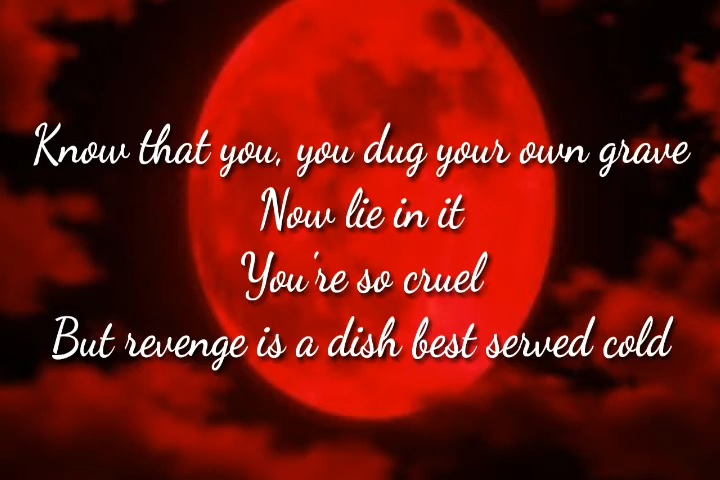 Know that you, you dug your own grave
Now lie in it
You're so cruel
But revenge is a dish best served cold